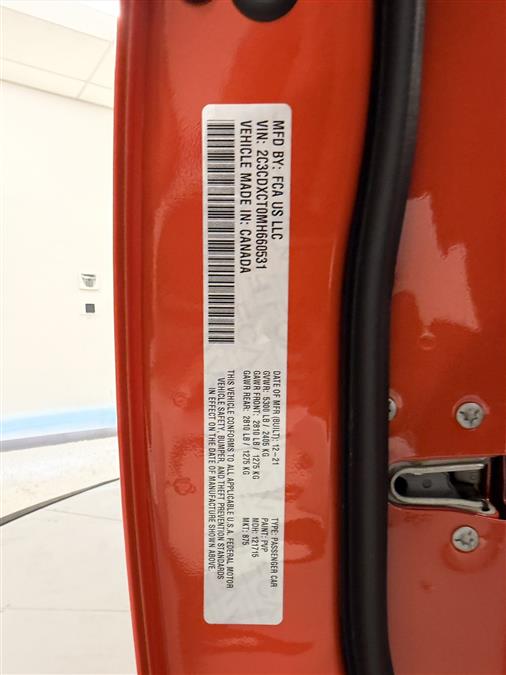 MFD BY: FCA US LLC
VIN: 2C3CDXCT0MH660531
VEHICLE MADE IN: CANADA
DATE OF MFR (BUILT): 12-21
GVWR: 5300 LB / 2405 KG
GAWR FRONT: 2810 LB / 1275 KG
GAWR REAR: 2810 LB / 1275 KG
THIS VEHICLE CONFORMS TO ALL APPLICABLE U.S.A. FEDERAL MOTOR
VEHICLE SAFETY, BUMPER, AND THEFT PREVENTION STANDARDS
IN EFFECT ON THE DATE OF MANUFACTURE SHOWN ABOVE.
TYPE: PASSENGER CAR
PAINT: PVP
MDH: 121715
MKT: B75